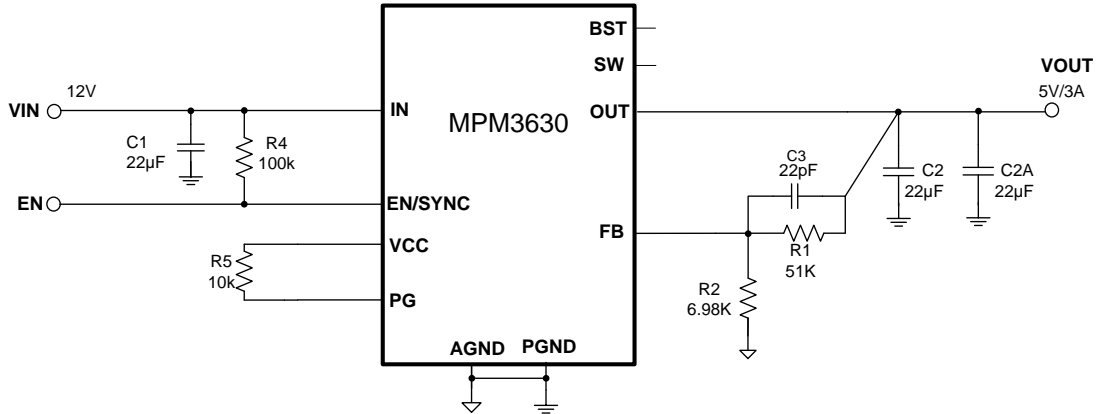 BST
SW
VOUT
5V/3A
12V
VIN
IN
MPM3630
OUT
C1
22µF
R4
100k
C3
22pF
C2
22µF
C2A
22µF
EN
EN/SYNC
FB
VCC
R1
51K
R5
10k
PG
R2
6.98K
AGND
PGND